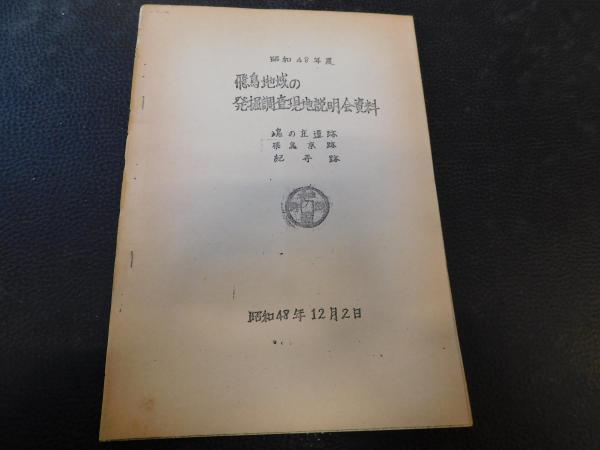 昭和48年度
飛鳥地域の
発掘調査現地説明会資料
嶋の庄遺跡
飛鳥京跡
紀寺跡
昭和48年12月2日